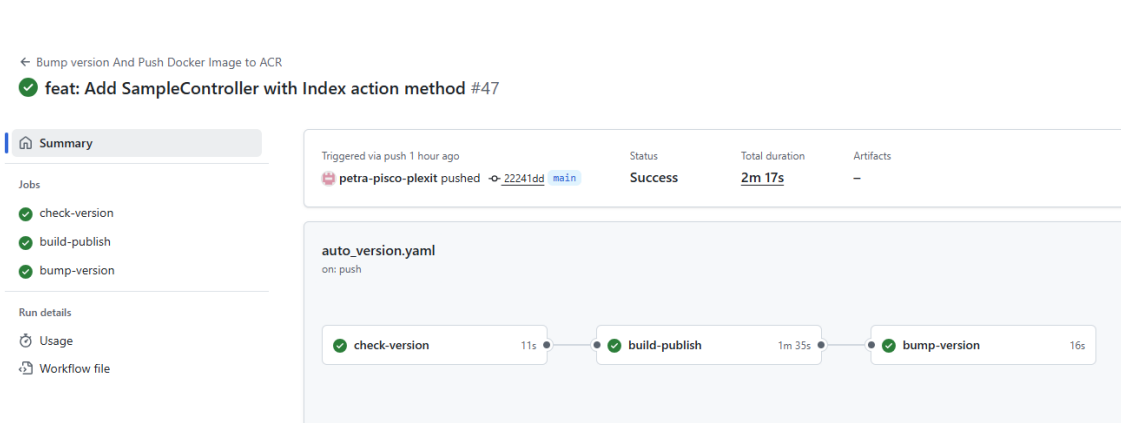 ← Bump version And Push Docker Image to ACR
feat: Add SampleController with Index action method #47
Summary
Jobs
check-version
build-publish
bump-version
Run details
Usage
Workflow file
Triggered via push 1 hour ago
petra-pisco-plexit pushed 22241dd main
Status
Success
Total duration
2m 17s
Artifacts
–
auto_version.yaml
on: push
check-version 11s
build-publish 1m 35s
bump-version 16s